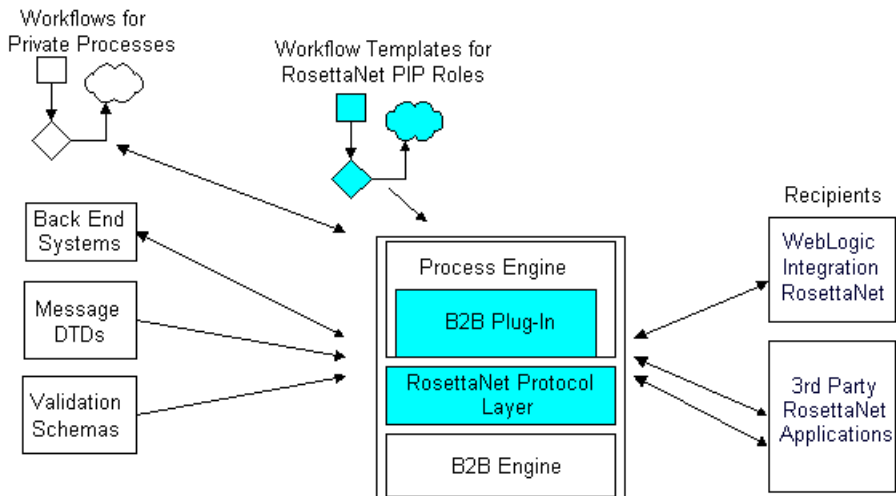 Workflows for
Private Processes
Workflow Templates for
RosettaNet PIP Roles
Back End
Systems
Message
DTDs
Validation
Schemas
Process Engine
B2B Plug-In
RosettaNet Protocol
Layer
B2B Engine
Recipients
WebLogic
Integration
RosettaNet
3rd Party
RosettaNet
Applications